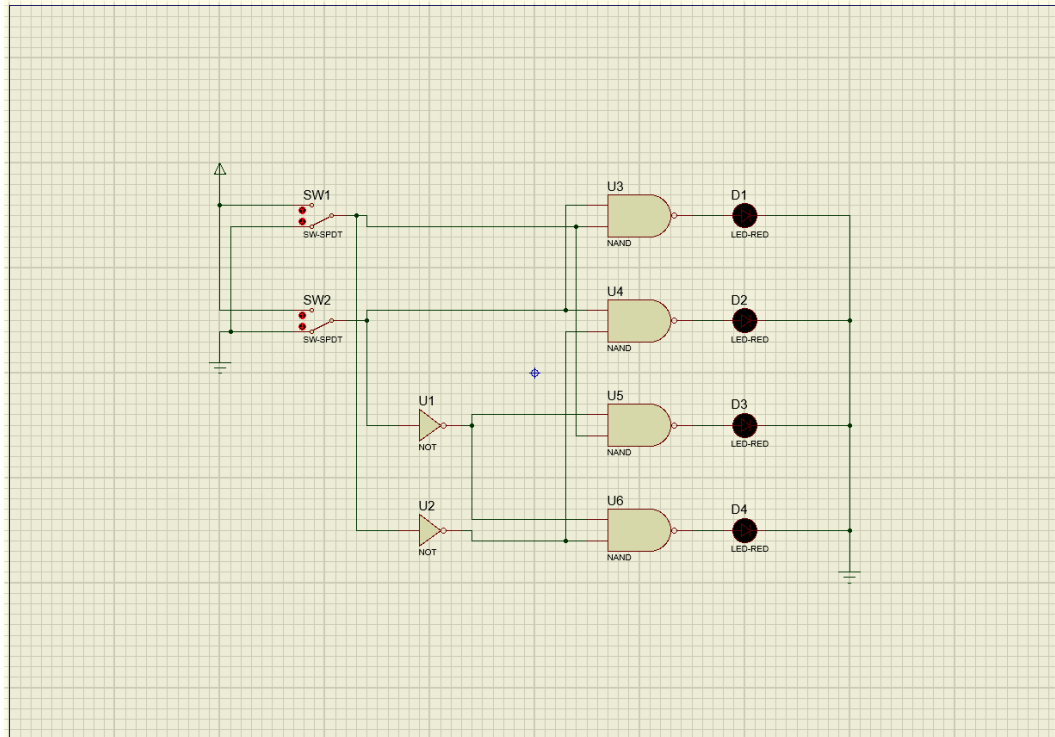 SW1
SW-SPDT
SW2
SW-SPDT
U1
NOT
U2
NOT
U3
NAND
U4
NAND
U5
NAND
U6
NAND
D1
LED-RED
D2
LED-RED
D3
LED-RED
D4
LED-RED